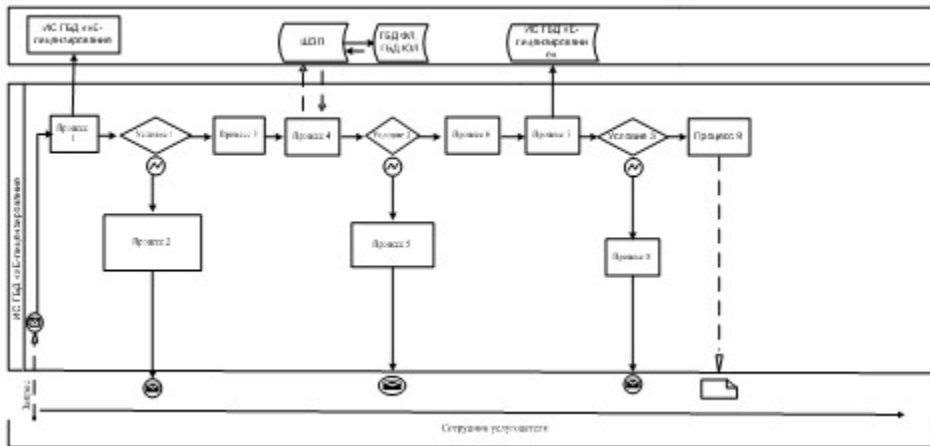 ИС ГБД «Е-
лицензирование
ШЭП
ГБД ФЛ,
ГБД ЮЛ
ИС ГБД «Е-
лицензирован
Процесс
1
Условие 1
Процесс 3
Процесс 4
Условие 2
Процесс 6
Процесс
Условие 3
Процесс 9
Процесс 2
Процесс 5
Процесс 8
ИС ГБД «Е-лицензирование
Запрос
Сотрудник услугодателя